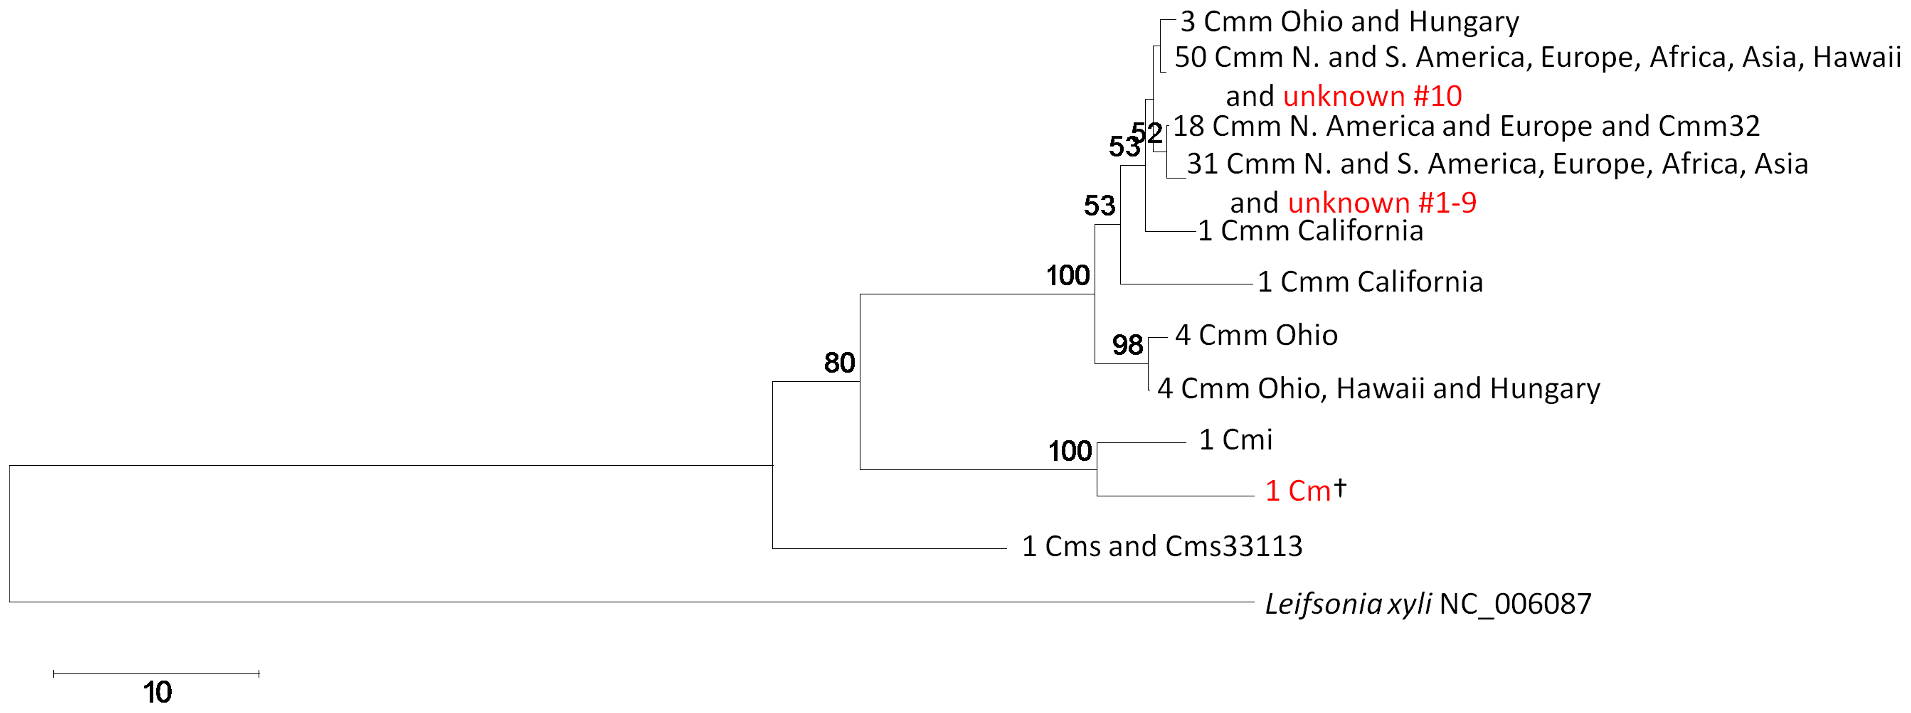 3 Cmm Ohio and Hungary
50 Cmm N. and S. America, Europe, Africa, Asia, Hawaii
and unknown #10
52
18 Cmm N. America and Europe and Cmm32
53
31 Cmm N. and S. America, Europe, Africa, Asia
and unknown #1-9
53
1 Cmm California
100
1 Cmm California
4 Cmm Ohio
98
80
4 Cmm Ohio, Hawaii and Hungary
1 Cmi
100
1 Cm†
1 Cms and Cms33113
Leifsonia xyli NC_006087
10